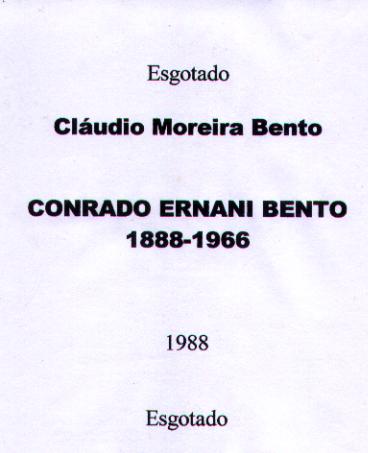 Esgotado
Cláudio Moreira Bento
CONRADO ERNANI BENTO
1888-1966
1988
Esgotado